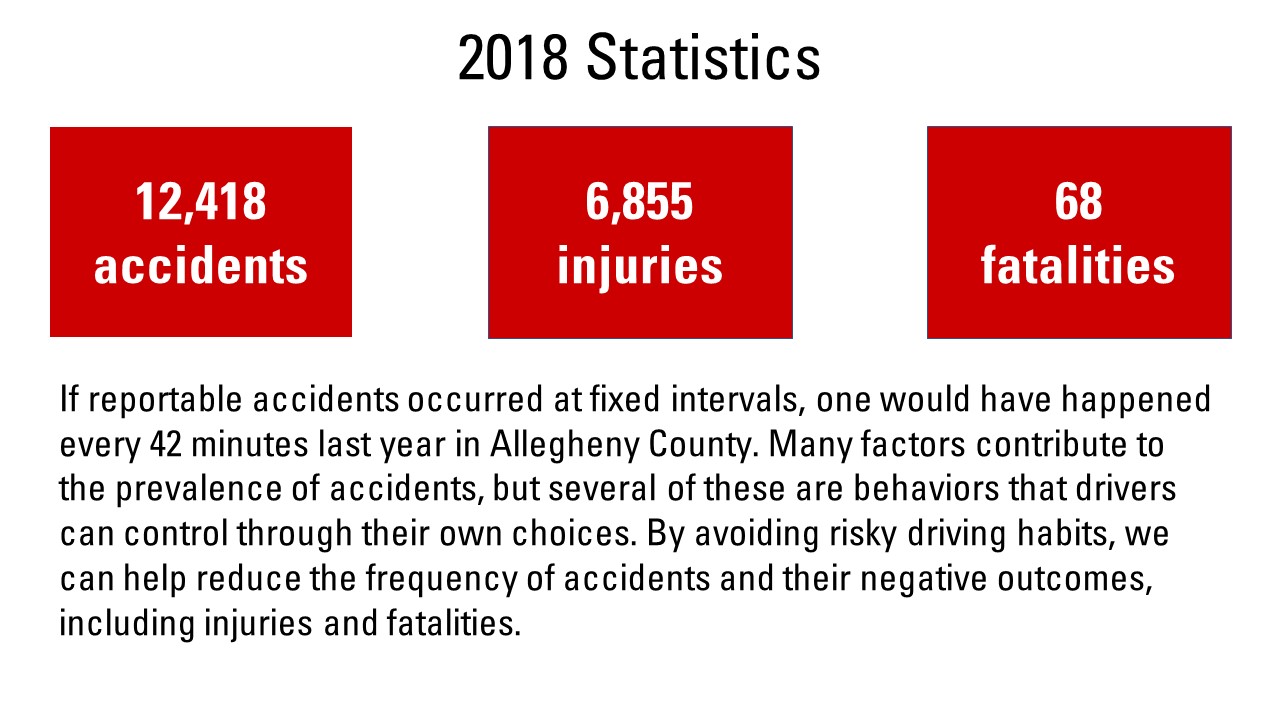 2018 Statistics
12,418
accidents
6,855
injuries
68
fatalities
If reportable accidents occurred at fixed intervals, one would have happened
every 42 minutes last year in Allegheny County. Many factors contribute to
the prevalence of accidents, but several of these are behaviors that drivers
can control through their own choices. By avoiding risky driving habits, we
can help reduce the frequency of accidents and their negative outcomes,
including injuries and fatalities.